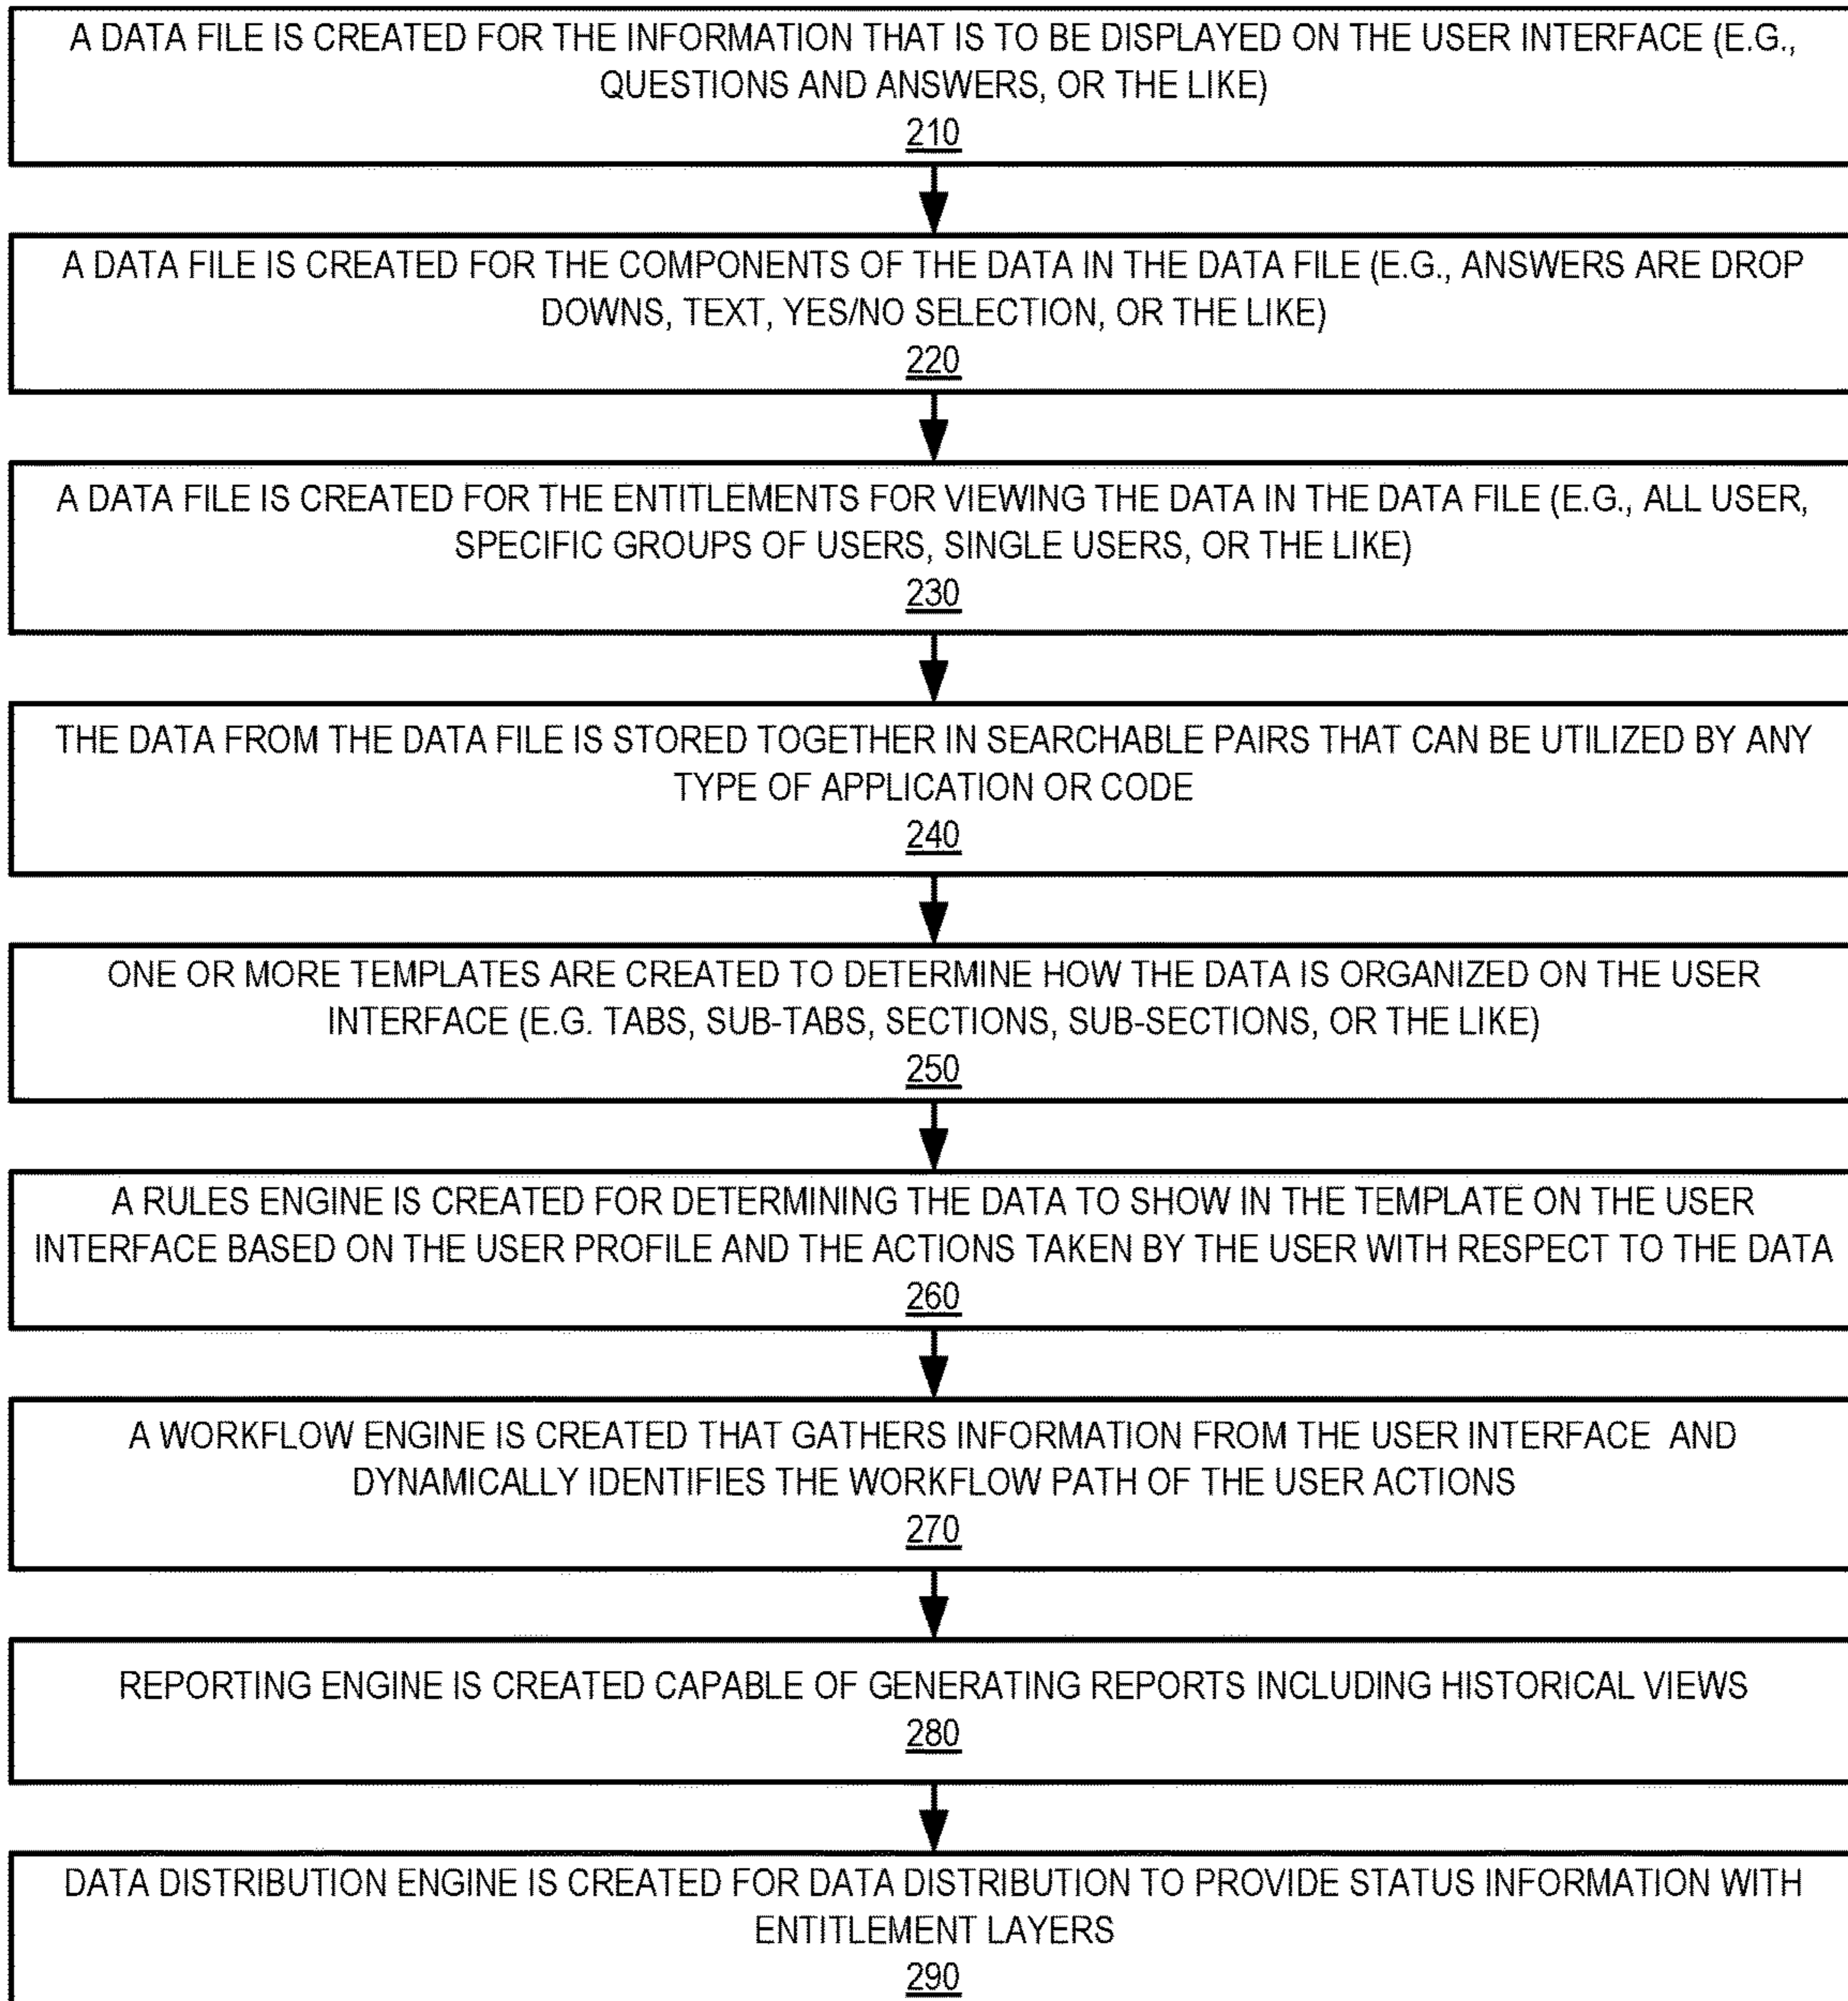 A DATA FILE IS CREATED FOR THE INFORMATION THAT IS TO BE DISPLAYED ON THE USER INTERFACE (E.G.,
QUESTIONS AND ANSWERS, OR THE LIKE)
210
A DATA FILE IS CREATED FOR THE COMPONENTS OF THE DATA IN THE DATA FILE (E.G., ANSWERS ARE DROP
DOWNS, TEXT, YES/NO SELECTION, OR THE LIKE)
220
A DATA FILE IS CREATED FOR THE ENTITLEMENTS FOR VIEWING THE DATA IN THE DATA FILE (E.G., ALL USER,
SPECIFIC GROUPS OF USERS, SINGLE USERS, OR THE LIKE)
230
THE DATA FROM THE DATA FILE IS STORED TOGETHER IN SEARCHABLE PAIRS THAT CAN BE UTILIZED BY ANY
TYPE OF APPLICATION OR CODE
240
ONE OR MORE TEMPLATES ARE CREATED TO DETERMINE HOW THE DATA IS ORGANIZED ON THE USER
INTERFACE (E.G. TABS, SUB-TABS, SECTIONS, SUB-SECTIONS, OR THE LIKE)
250
A RULES ENGINE IS CREATED FOR DETERMINING THE DATA TO SHOW IN THE TEMPLATE ON THE USER
INTERFACE BASED ON THE USER PROFILE AND THE ACTIONS TAKEN BY THE USER WITH RESPECT TO THE DATA
260
A WORKFLOW ENGINE IS CREATED THAT GATHERS INFORMATION FROM THE USER INTERFACE AND
DYNAMICALLY IDENTIFIES THE WORKFLOW PATH OF THE USER ACTIONS
270
REPORTING ENGINE IS CREATED CAPABLE OF GENERATING REPORTS INCLUDING HISTORICAL VIEWS
280
DATA DISTRIBUTION ENGINE IS CREATED FOR DATA DISTRIBUTION TO PROVIDE STATUS INFORMATION WITH
ENTITLEMENT LAYERS
290